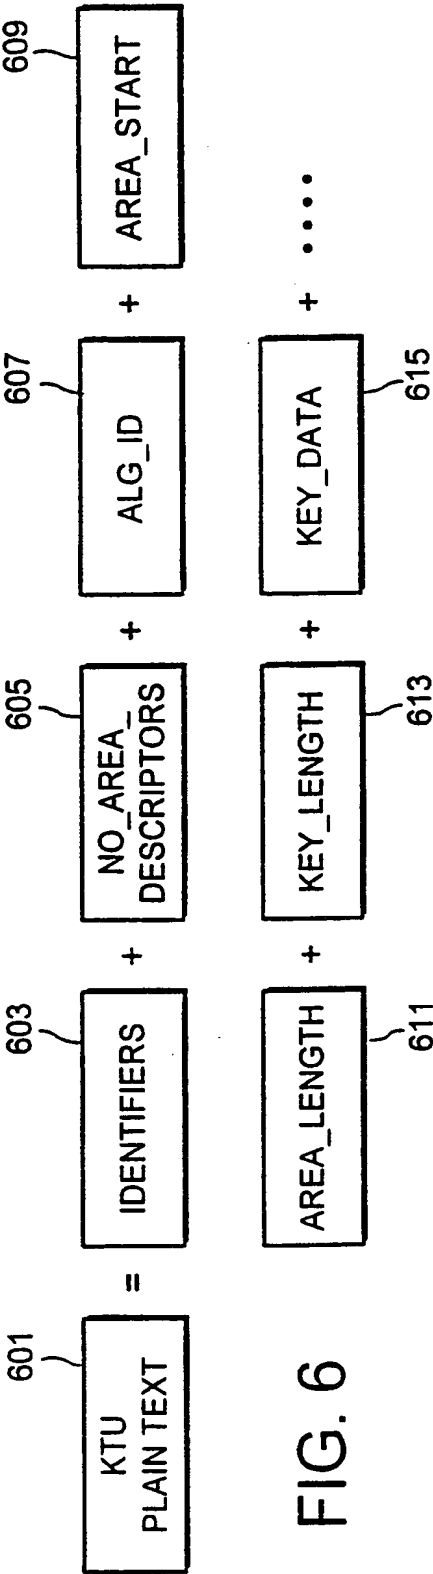 601 603 605 607 609
KTU
PLAIN TEXT
=
IDENTIFIERS
+
NO_AREA_
DESCRIPTORS
+
ALG_ID
+
AREA_START
AREA_LENGTH
+
KEY_LENGTH
+
KEY_DATA
+
....
611 613 615
FIG. 6